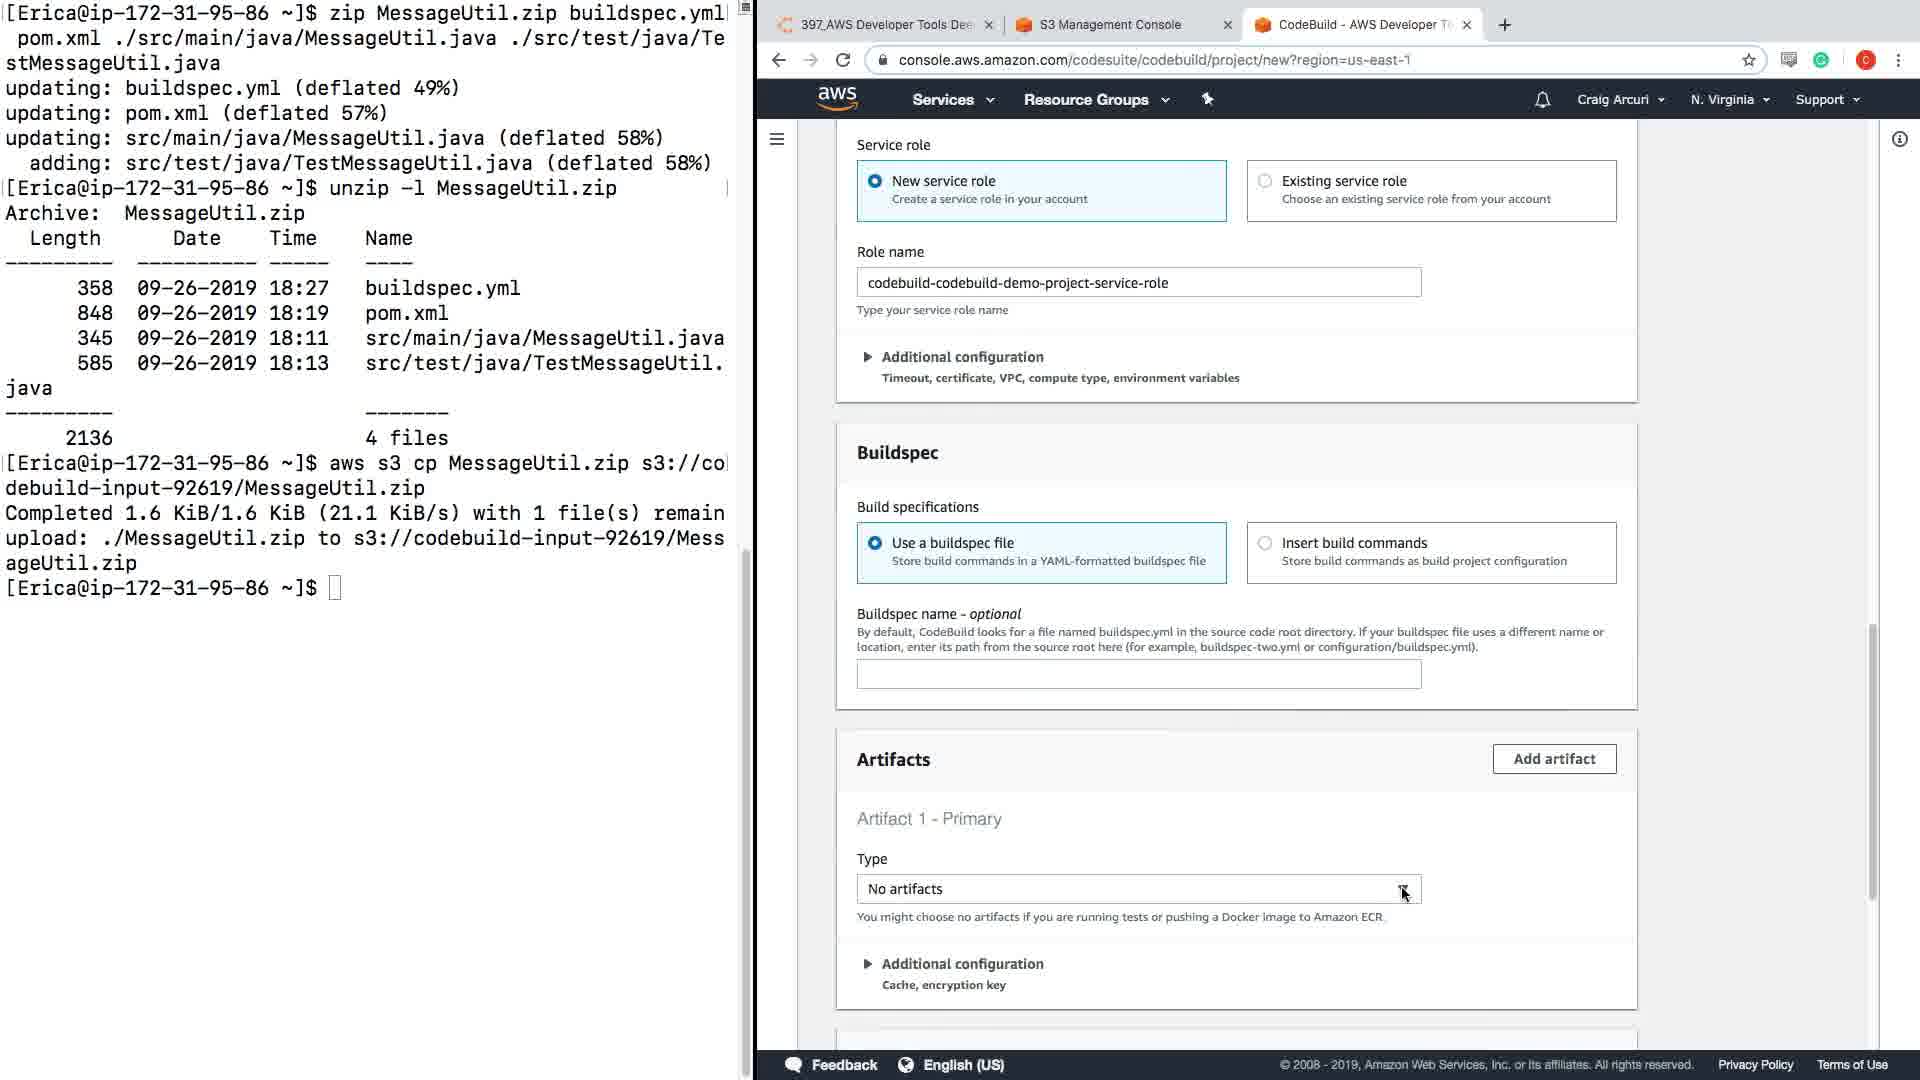 [Erica@ip-172-31-95-86 ~]$ zip MessageUtil.zip buildspec.yml
 pom.xml ./src/main/java/MessageUtil.java ./src/test/java/Te
stMessageUtil.java
updating: buildspec.yml (deflated 49%)
updating: pom.xml (deflated 57%)
updating: src/main/java/MessageUtil.java (deflated 58%)
  adding: src/test/java/TestMessageUtil.java (deflated 58%)
[Erica@ip-172-31-95-86 ~]$ unzip -l MessageUtil.zip
Archive:  MessageUtil.zip
  Length      Date    Time    Name
---------  ---------- -----   ----
      358  09-26-2019 18:27   buildspec.yml
      848  09-26-2019 18:19   pom.xml
      345  09-26-2019 18:11   src/main/java/MessageUtil.java
      585  09-26-2019 18:13   src/test/java/TestMessageUtil.
java
---------                     -------
     2136                     4 files
[Erica@ip-172-31-95-86 ~]$ aws s3 cp MessageUtil.zip s3://co
debuild-input-92619/MessageUtil.zip
Completed 1.6 KiB/1.6 KiB (21.1 KiB/s) with 1 file(s) remain
upload: ./MessageUtil.zip to s3://codebuild-input-92619/Mess
ageUtil.zip
[Erica@ip-172-31-95-86 ~]$
397_AWS Developer Tools Dee
S3 Management Console
CodeBuild - AWS Developer To
console.aws.amazon.com/codesuite/codebuild/project/new?region=us-east-1
C
aws
Services
Resource Groups
Craig Arcuri
N. Virginia
Support
Service role
New service role
Create a service role in your account
Existing service role
Choose an existing service role from your account
Role name
codebuild-codebuild-demo-project-service-role
Type your service role name
Additional configuration
Timeout, certificate, VPC, compute type, environment variables
Buildspec
Build specifications
Use a buildspec file
Store build commands in a YAML-formatted buildspec file
Insert build commands
Store build commands as build project configuration
Buildspec name - optional
By default, CodeBuild looks for a file named buildspec.yml in the source code root directory. If your buildspec file uses a different name or
location, enter its path from the source root here (for example, buildspec-two.yml or configuration/buildspec.yml).
Artifacts
Add artifact
Artifact 1 - Primary
Type
No artifacts
You might choose no artifacts if you are running tests or pushing a Docker image to Amazon ECR.
Additional configuration
Cache, encryption key
Feedback
English (US)
© 2008 - 2019, Amazon Web Services, Inc. or its affiliates. All rights reserved.
Privacy Policy
Terms of Use